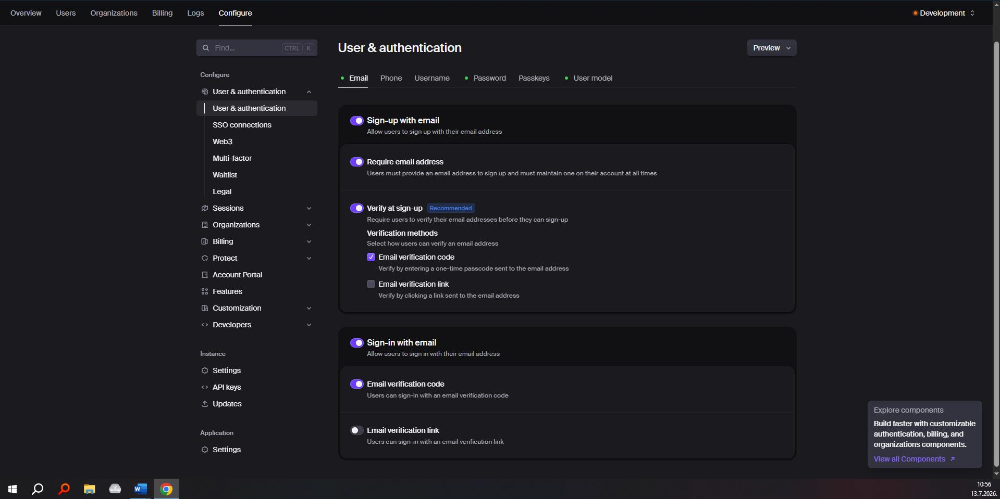 Overview Users Organizations Billing Logs Configure Development
Find... CTRL K
User & authentication
Preview
Configure
Email Phone Username Password Passkeys User model
User & authentication
User & authentication
SSO connections
Web3
Multi-factor
Waitlist
Legal
Sessions
Organizations
Billing
Protect
Account Portal
Features
Customization
Developers
Instance
Settings
API keys
Updates
Application
Settings
Sign-up with email
Allow users to sign up with their email address
Require email address
Users must provide an email address to sign up and must maintain one on their account at all times
Verify at sign-up Recommended
Require users to verify their email addresses before they can sign-up
Verification methods
Select how users can verify an email address
Email verification code
Verify by entering a one-time passcode sent to the email address
Email verification link
Verify by clicking a link sent to the email address
Sign-in with email
Allow users to sign in with their email address
Email verification code
Users can sign-in with an email verification code
Email verification link
Users can sign-in with an email verification link
Explore components
Build faster with customizable
authentication, billing, and
organizations components.
View all Components
W
10:56
13.7.2026.